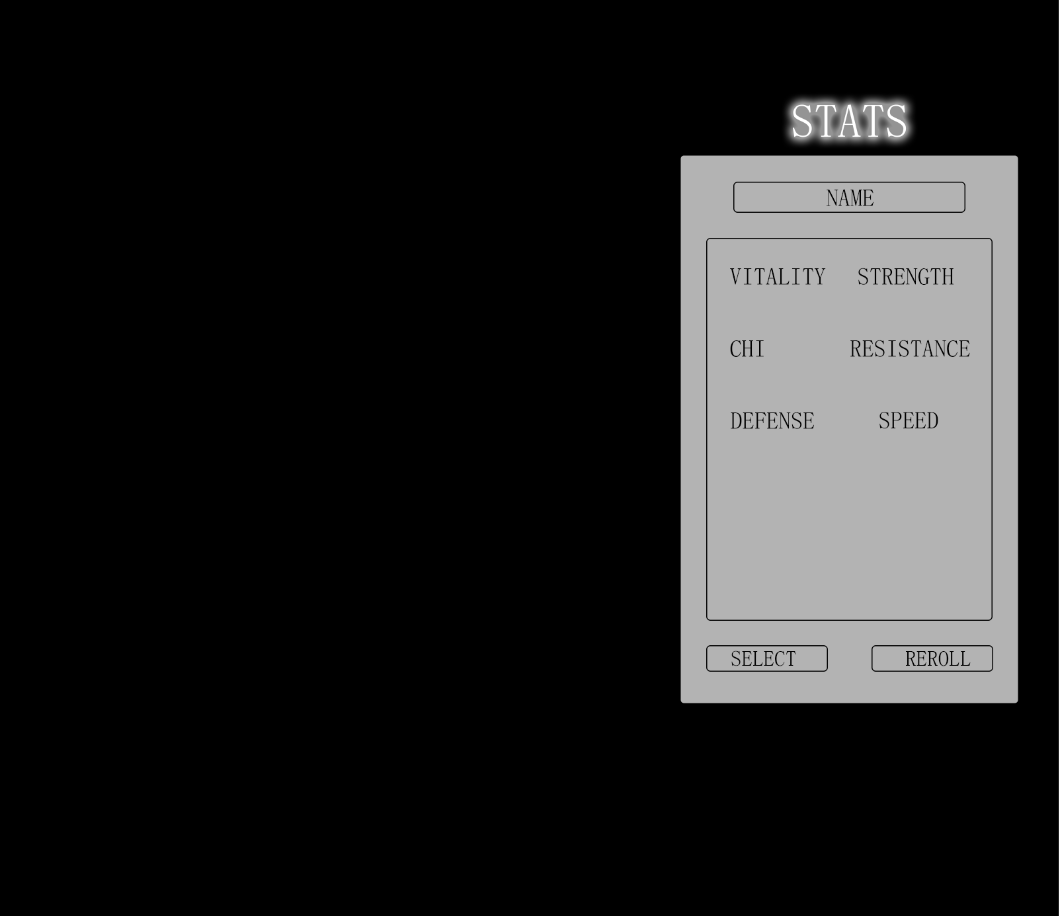 STATS
NAME
VITALITY STRENGTH
CHI RESISTANCE
DEFENSE SPEED
SELECT REROLL